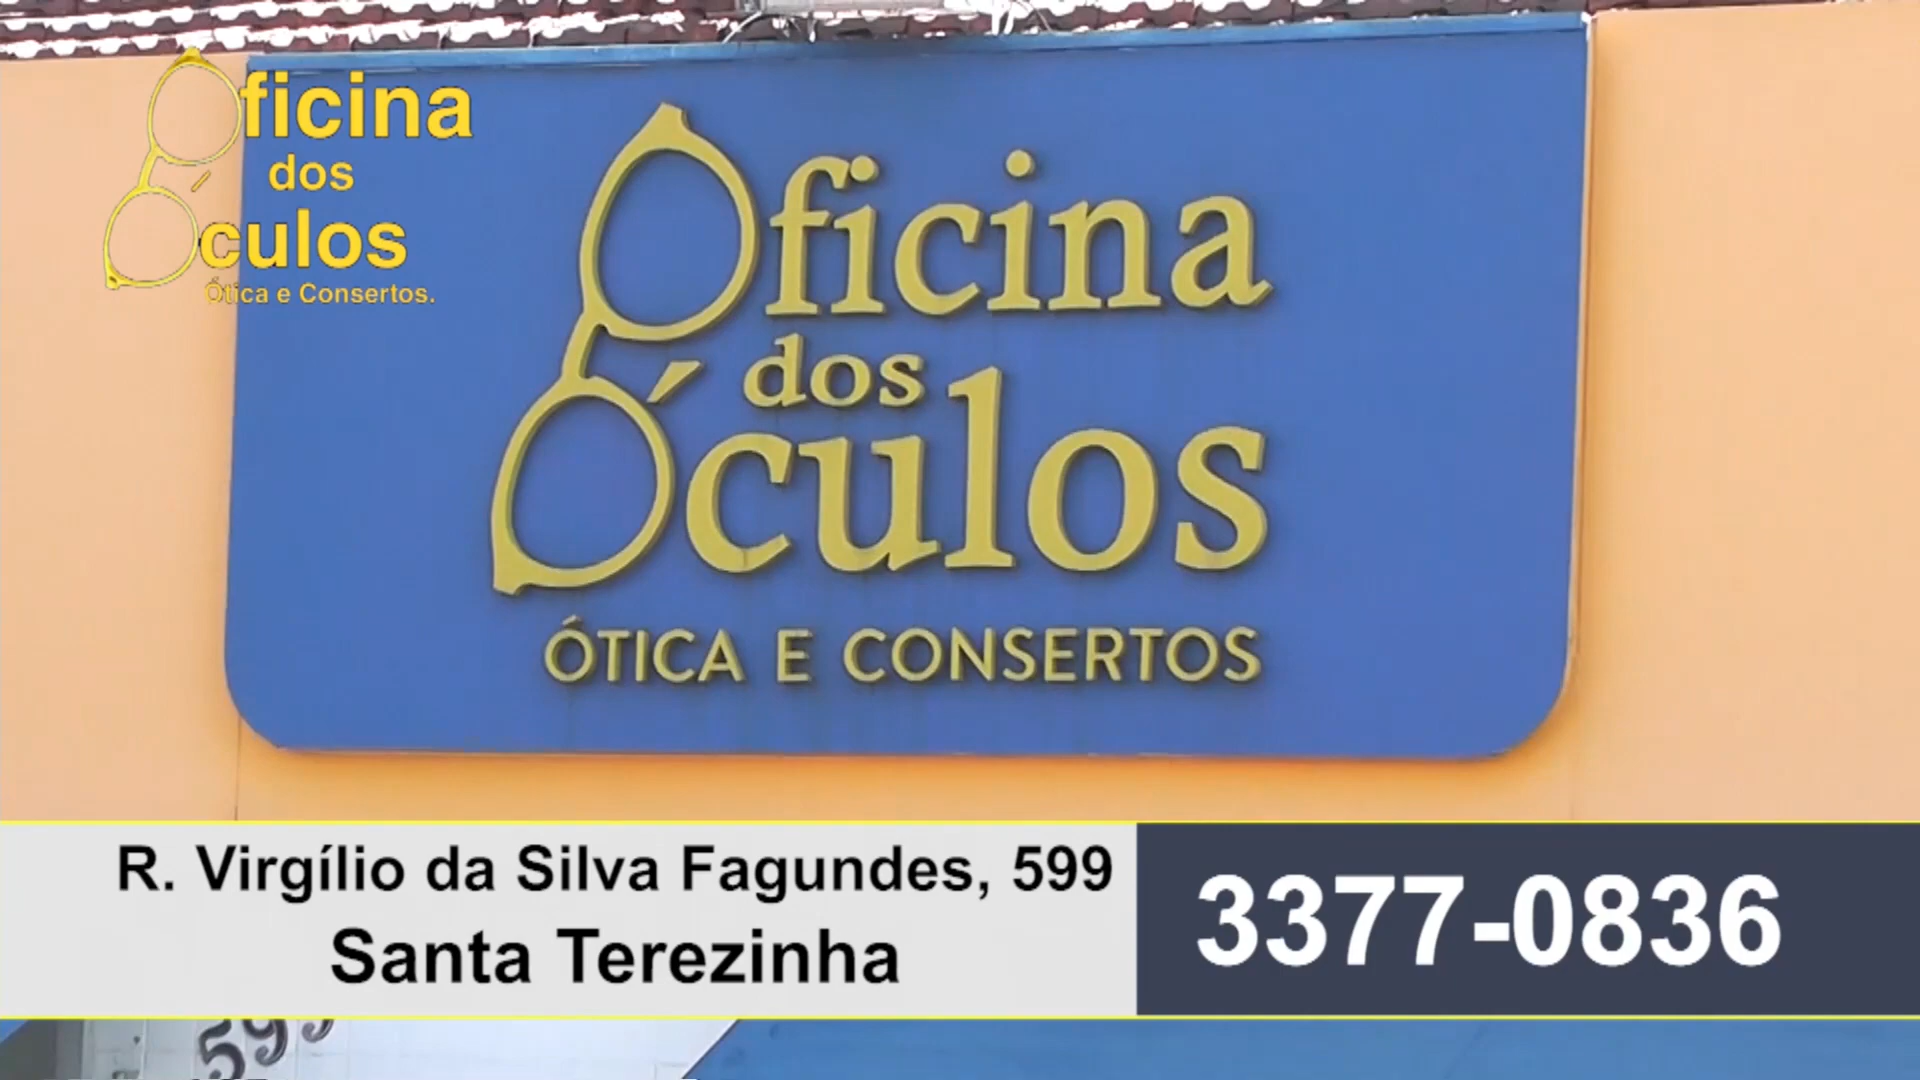 Oficina
dos
Óculos
Ótica e Consertos.
Oficina
dos
Óculos
ÓTICA E CONSERTOS
R. Virgílio da Silva Fagundes, 599
Santa Terezinha
3377-0836
599